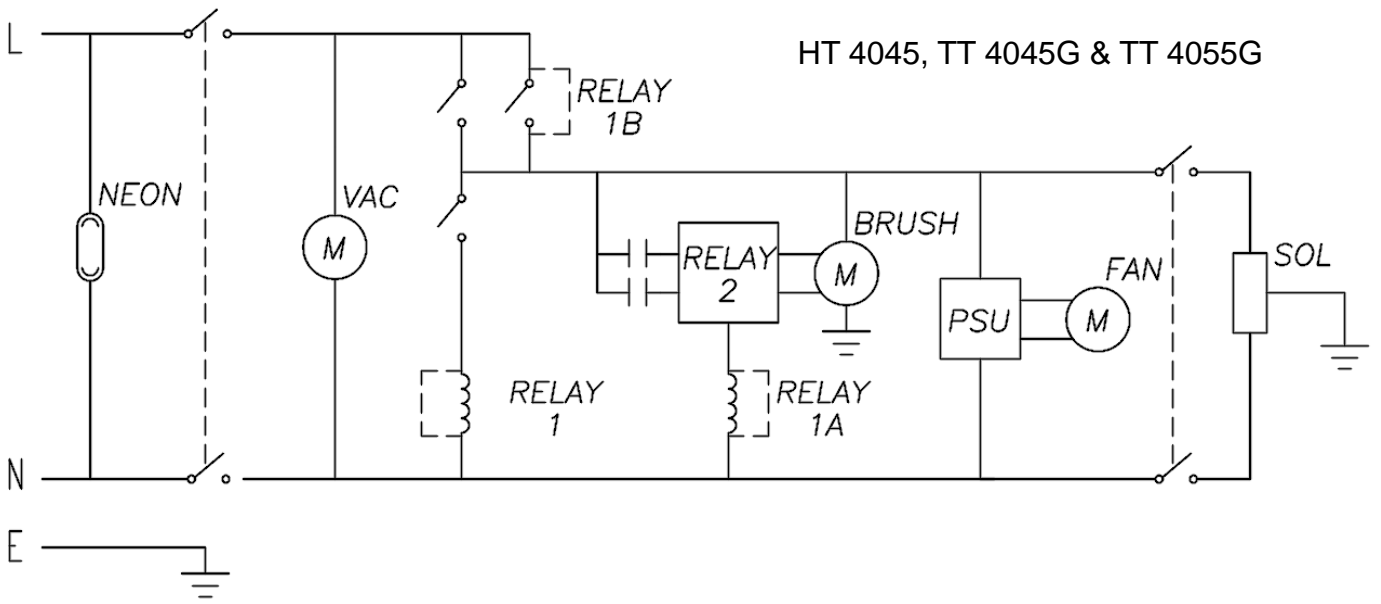 L
HT 4045, TT 4045G & TT 4055G
RELAY
1B
NEON
VAC
M
BRUSH
RELAY
2
M
FAN
SOL
PSU
M
RELAY
1
RELAY
1A
N
E